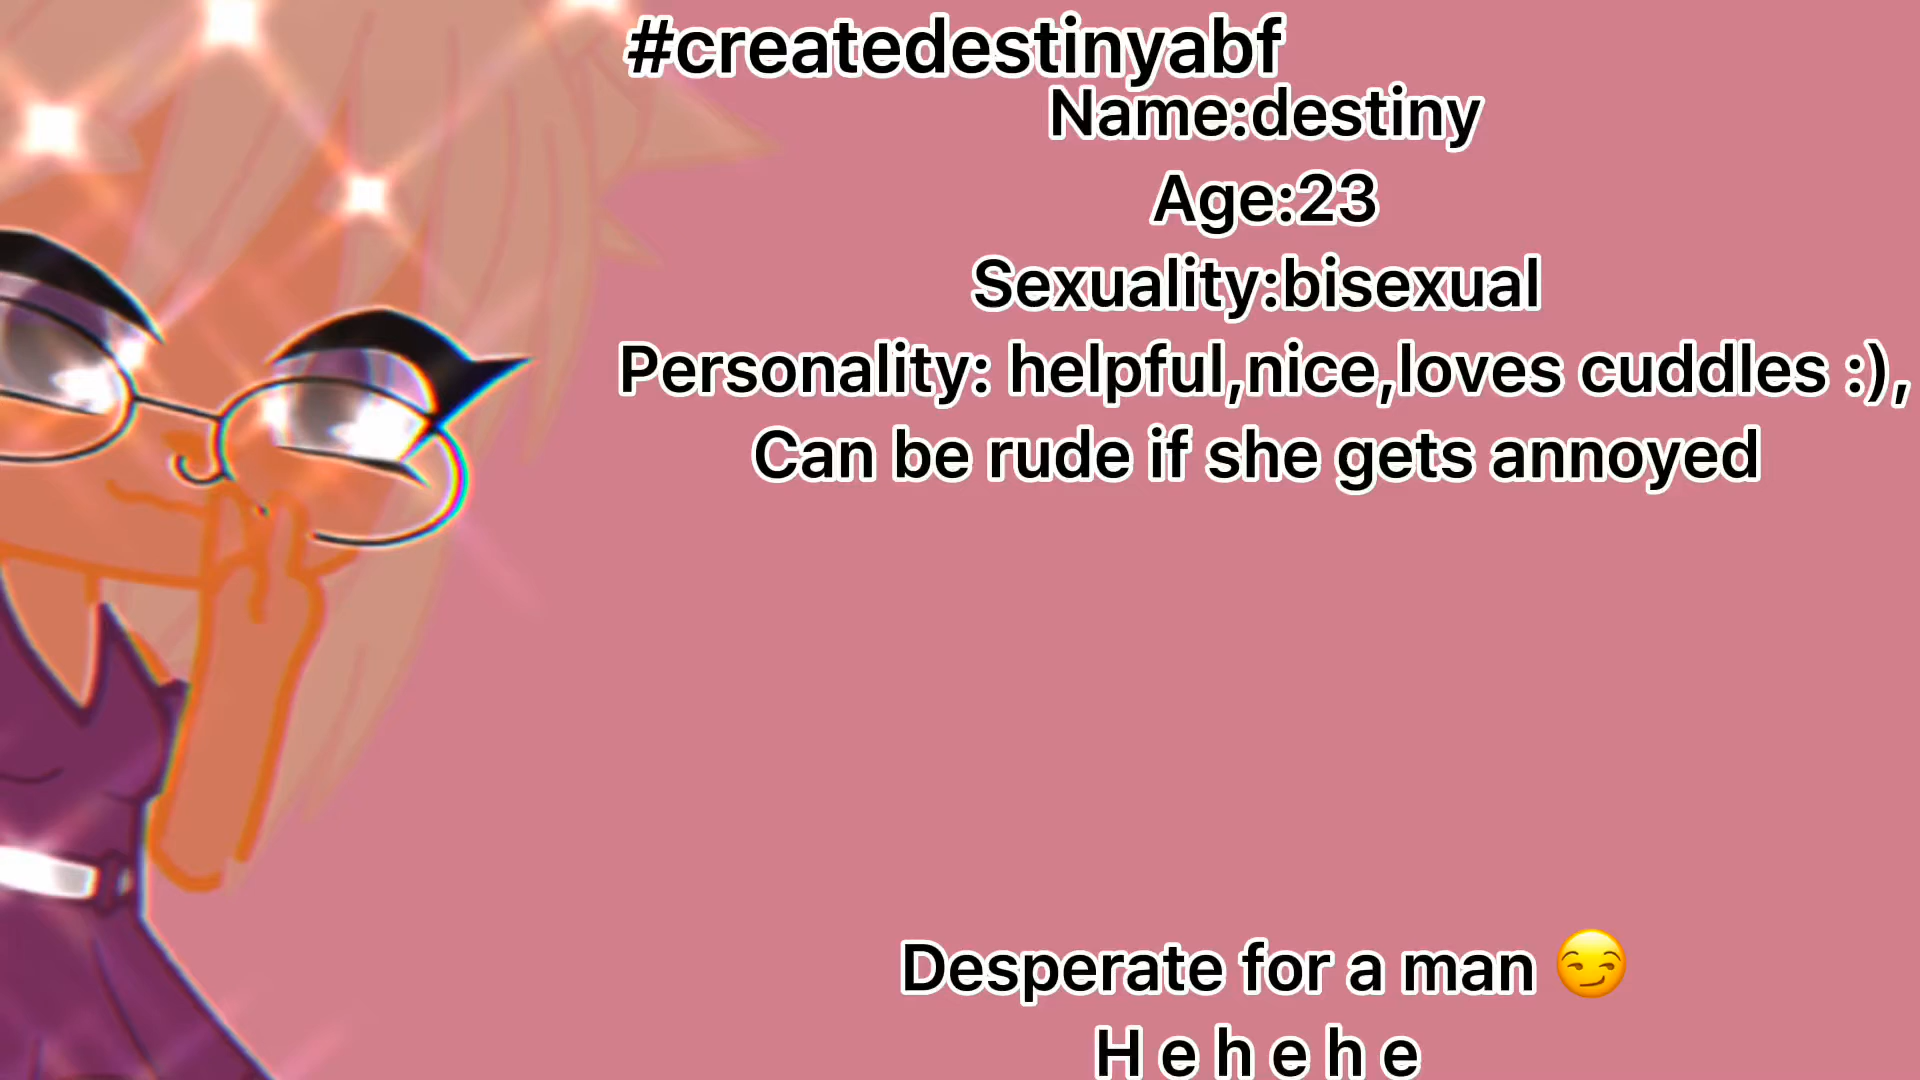 #createdestinyabf
Name:destiny
Age:23
Sexuality:bisexual
Personality: helpful,nice,loves cuddles :),
Can be rude if she gets annoyed
Desperate for a man 😏
H e h e h e